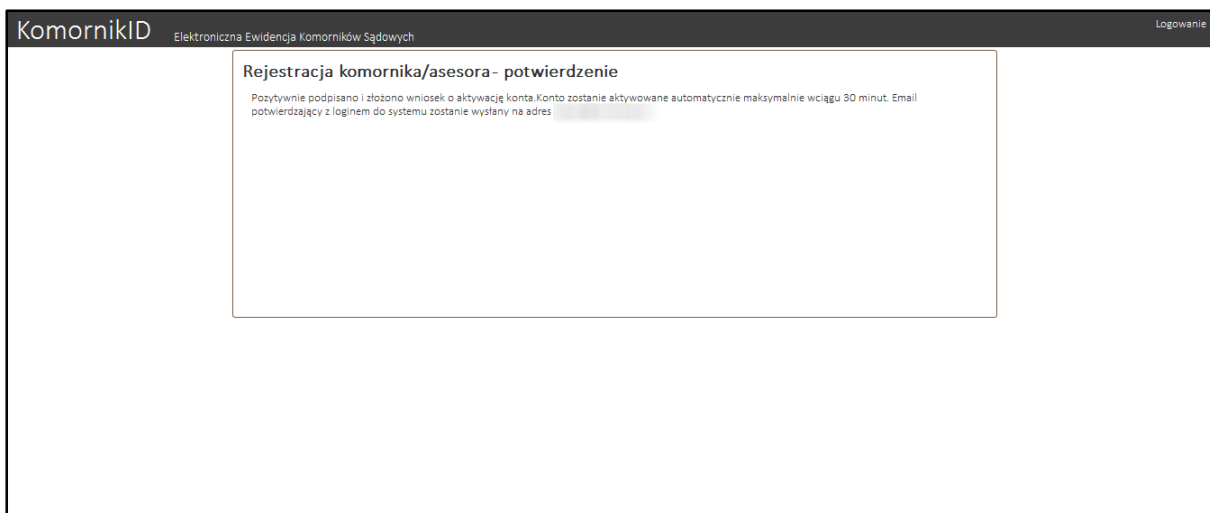 KomornikID Elektroniczna Ewidencja Komorników Sądowych Logowanie
Rejestracja komornika/asesora- potwierdzenie
Pozytywnie podpisano i złożono wniosek o aktywację konta.Konto zostanie aktywowane automatycznie maksymalnie wciągu 30 minut. Email
potwierdzający z loginem do systemu zostanie wysłany na adres